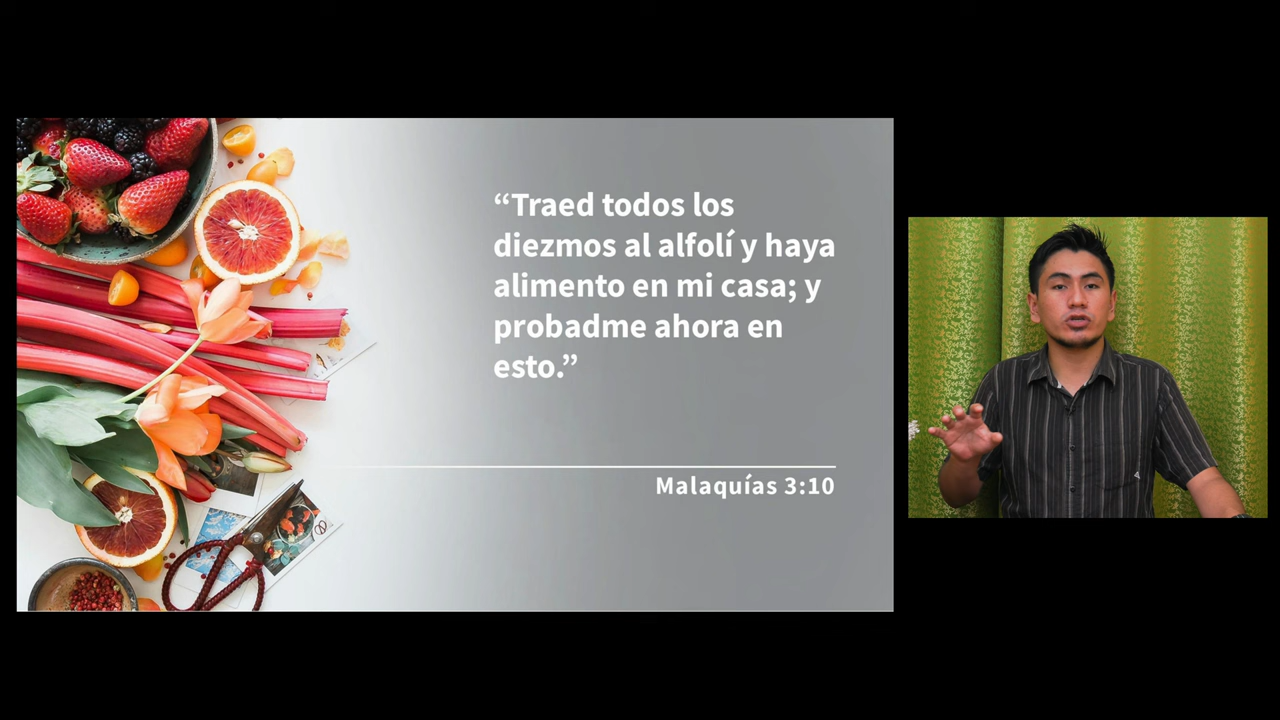 “Traed todos los
diezmos al alfolí y haya
alimento en mi casa; y
probadme ahora en
esto.”
Malaquías 3:10